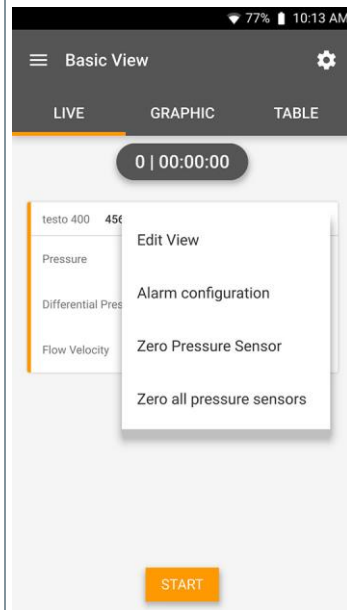 77% 10:13 AM
Basic View
LIVE GRAPHIC TABLE
0 | 00:00:00
testo 400 456
Edit View
Pressure
Alarm configuration
Differential Pres
Zero Pressure Sensor
Flow Velocity
Zero all pressure sensors
START